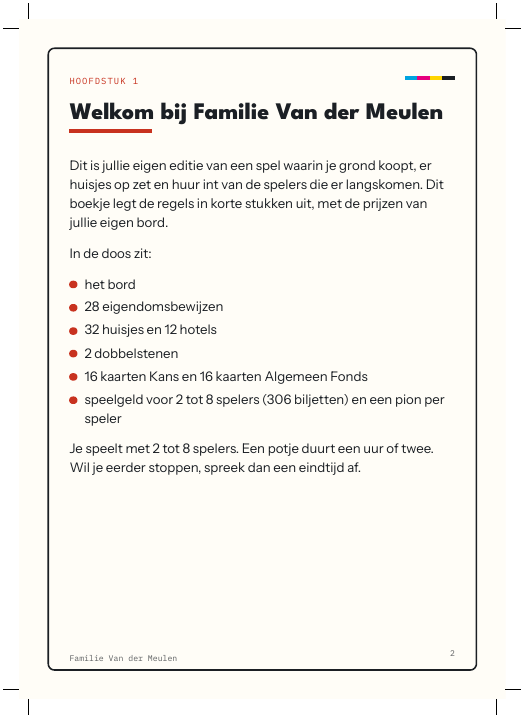 HOOFDSTUK 1
Welkom bij Familie Van der Meulen
Dit is jullie eigen editie van een spel waarin je grond koopt, er
huisjes op zet en huur int van de spelers die er langskomen. Dit
boekje legt de regels in korte stukken uit, met de prijzen van
jullie eigen bord.
In de doos zit:
het bord
28 eigendomsbewijzen
32 huisjes en 12 hotels
2 dobbelstenen
16 kaarten Kans en 16 kaarten Algemeen Fonds
speelgeld voor 2 tot 8 spelers (306 biljetten) en een pion per
speler
Je speelt met 2 tot 8 spelers. Een potje duurt een uur of twee.
Wil je eerder stoppen, spreek dan een eindtijd af.
Familie Van der Meulen
2